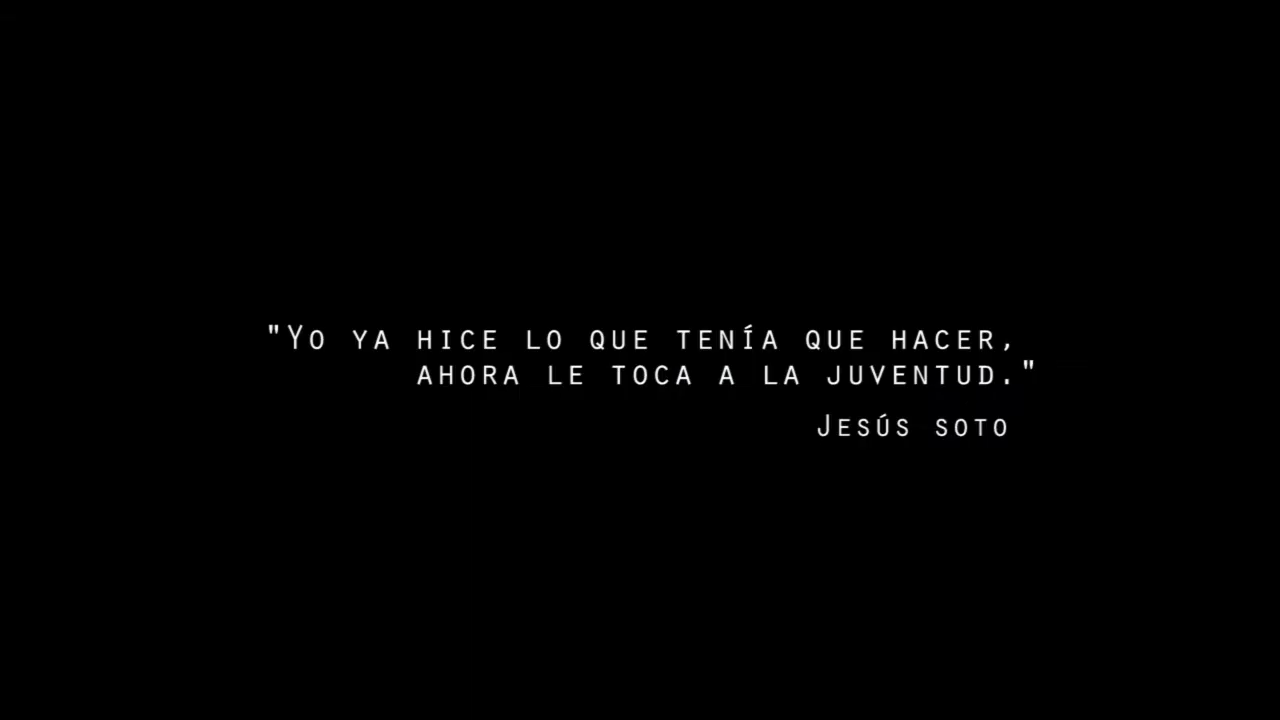 "Yo ya hice lo que tenía que hacer,
ahora le toca a la juventud."
Jesús soto